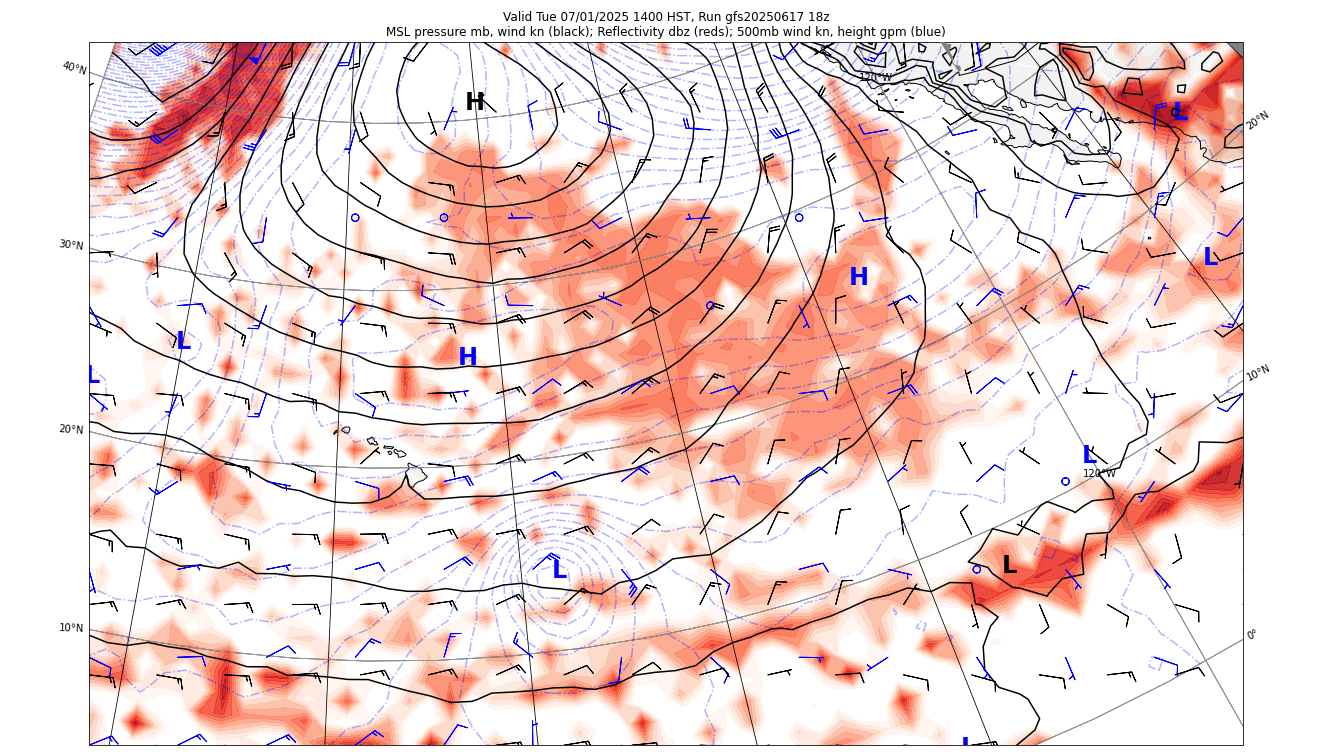 Valid Tue 07/01/2025 1400 HST, Run gfs20250617 18z
MSL pressure mb, wind kn (black); Reflectivity dbz (reds); 500mb wind kn, height gpm (blue)
L
40°N
120°W
H
L
20°N
30°N
L
H
L
H
L
10°N
20°N
L
120°W
L
L
10°N
0°
L